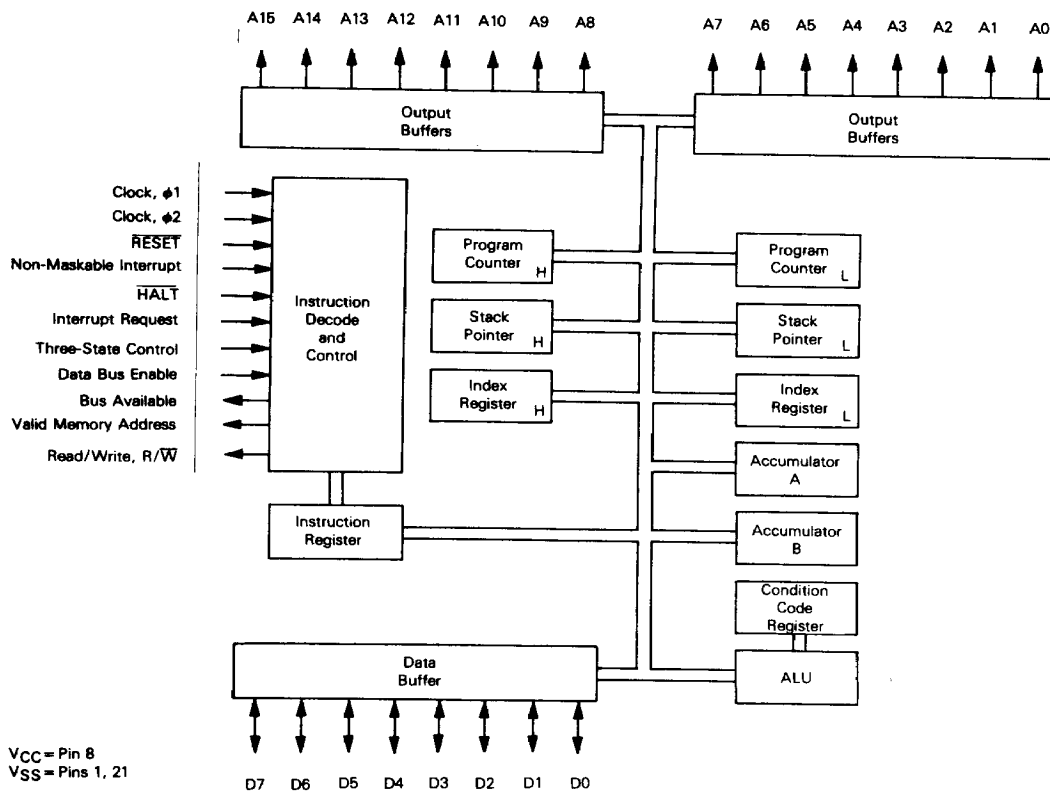 A15 A14 A13 A12 A11 A10 A9 A8
A7 A6 A5 A4 A3 A2 A1 A0
Output
Buffers
Output
Buffers
Clock, ϕ1
Clock, ϕ2
RESET
Non-Maskable Interrupt
HALT
Interrupt Request
Three-State Control
Data Bus Enable
Bus Available
Valid Memory Address
Read/Write, R/W
Instruction
Decode
and
Control
Program
Counter H
Program
Counter L
Stack
Pointer H
Stack
Pointer L
Index
Register H
Index
Register L
Accumulator
A
Instruction
Register
Accumulator
B
Condition
Code
Register
Data
Buffer
ALU
VCC = Pin 8
VSS = Pins 1, 21
D7 D6 D5 D4 D3 D2 D1 D0